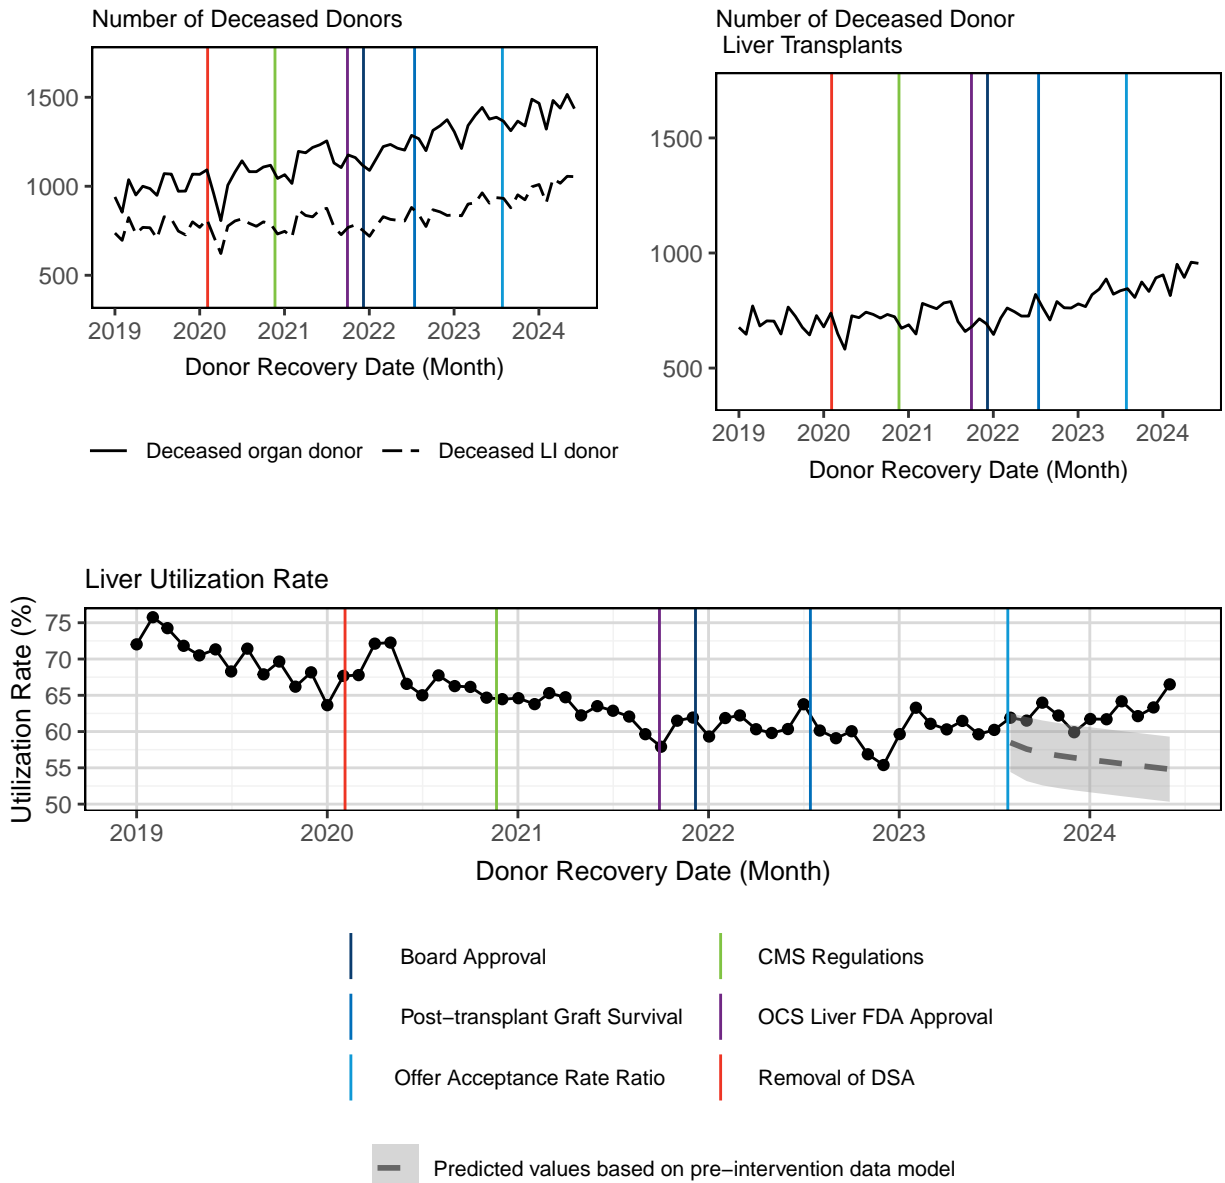 Number of Deceased Donors
1500
1000
500
2019 2020 2021 2022 2023 2024
Donor Recovery Date (Month)
Deceased organ donor Deceased LI donor
Number of Deceased Donor
Liver Transplants
1500
1000
500
2019 2020 2021 2022 2023 2024
Donor Recovery Date (Month)
Liver Utilization Rate
Utilization Rate (%)
75
70
65
60
55
50
2019 2020 2021 2022 2023 2024
Donor Recovery Date (Month)
Board Approval
Post−transplant Graft Survival
Offer Acceptance Rate Ratio
CMS Regulations
OCS Liver FDA Approval
Removal of DSA
Predicted values based on pre−intervention data model